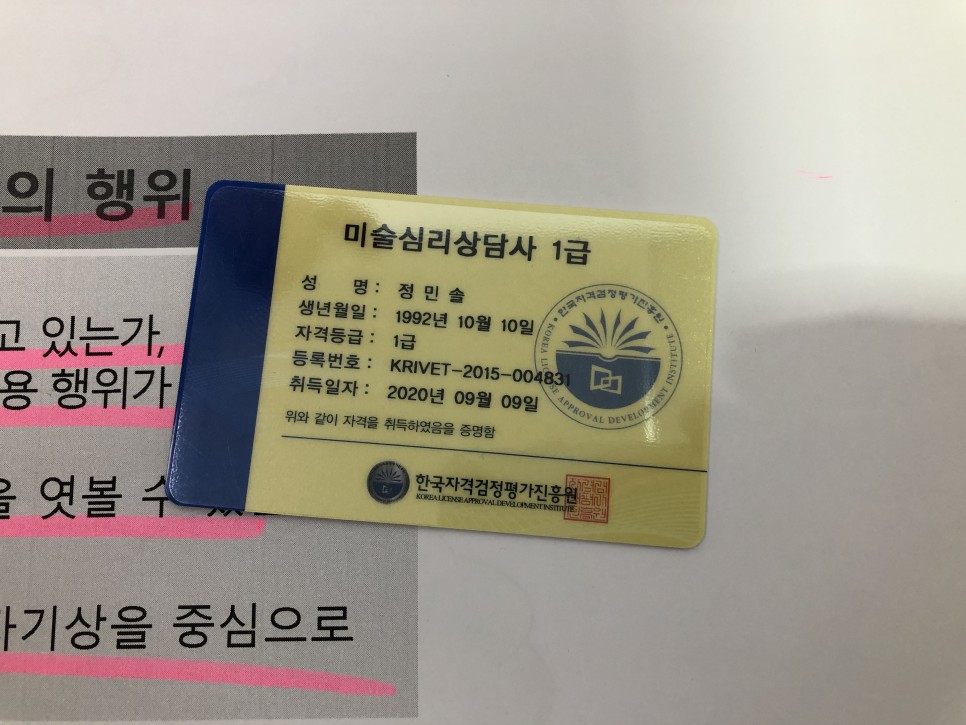 의 행위
고 있는가,
용 행위가
을 엿볼 수
자기상을 중심으로
미술심리상담사 1급
성 명 : 정 민 솔
생년월일 : 1992년 10월 10일
자격등급 : 1급
등록번호 : KRIVET-2015-004831
취득일자 : 2020년 09월 09일
위와 같이 자격을 취득하였음을 증명함
한국자격검정평가진흥원
KOREA LICENSE APPROVAL DEVELOPMENT INSTITUTE
한국자격검정평가진흥원
KOREA LICENSE APPROVAL DEVELOPMENT INSTITUTE